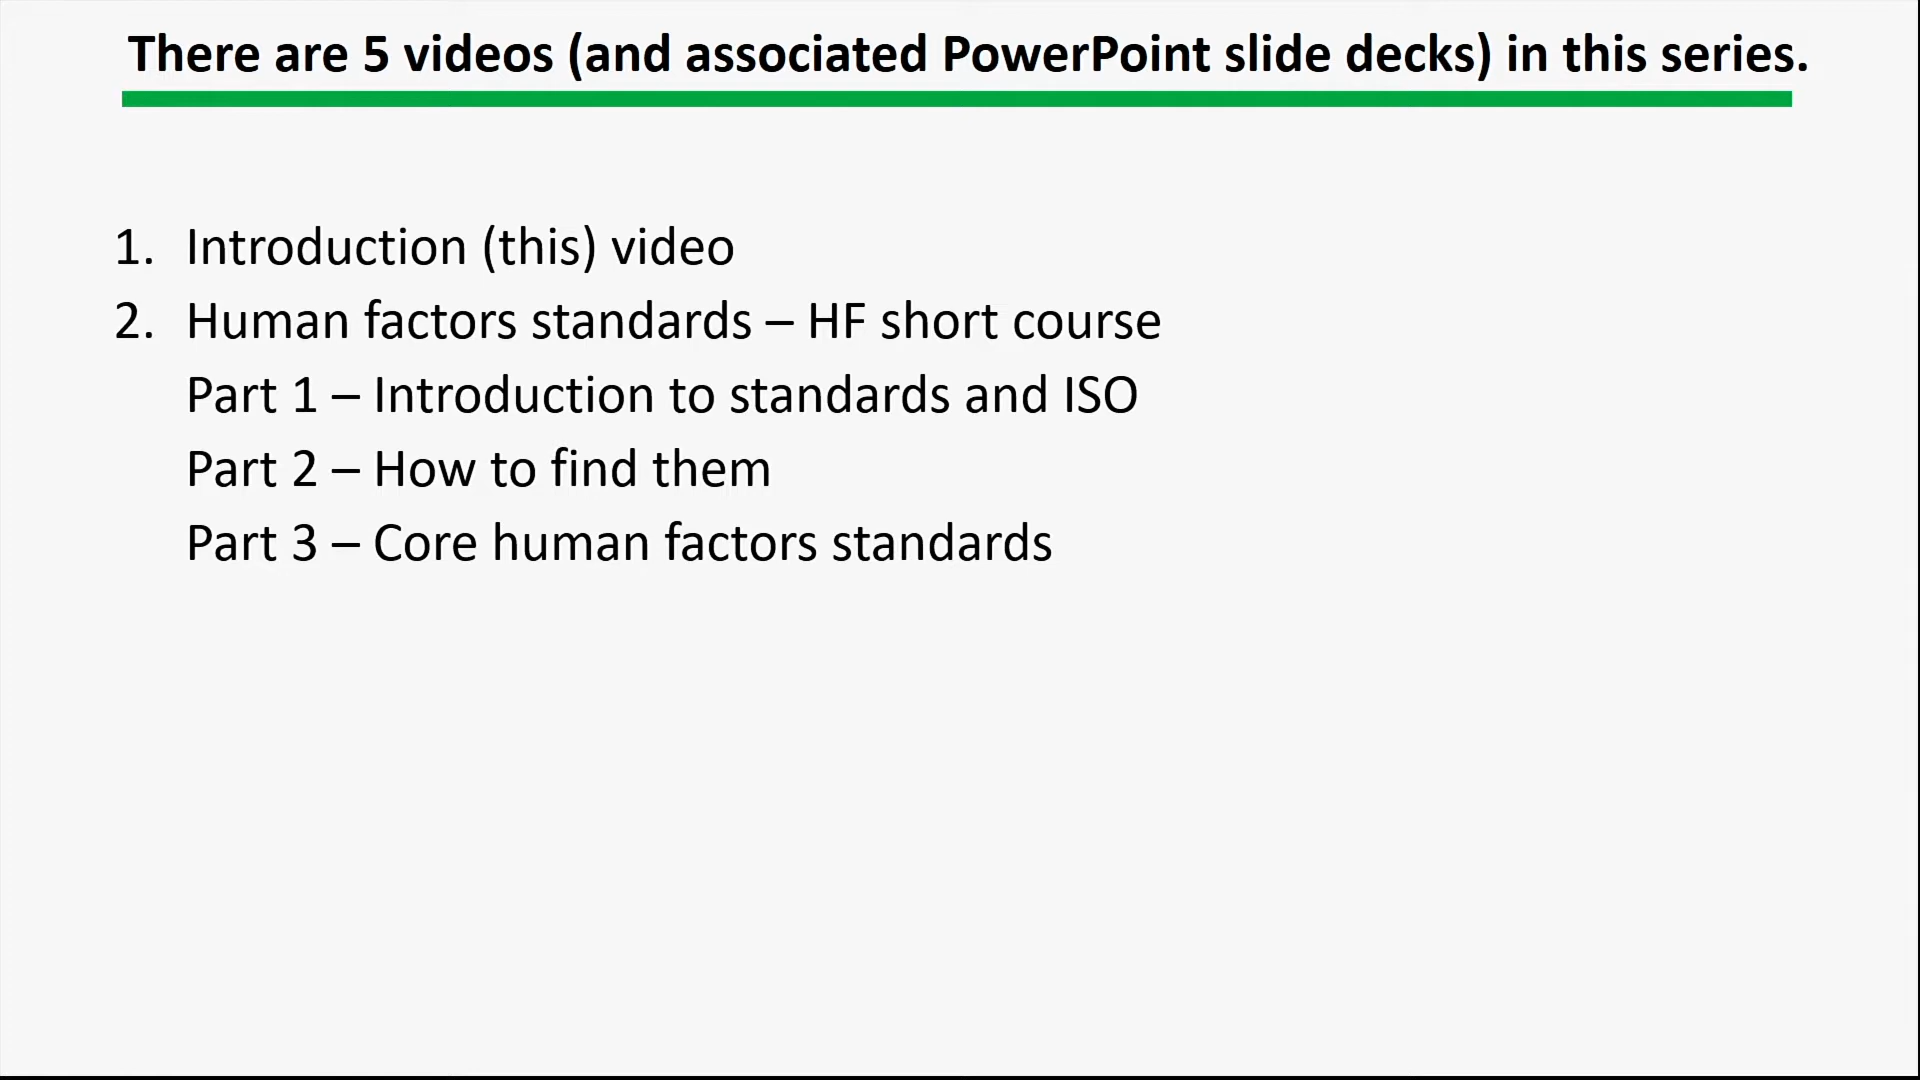 There are 5 videos (and associated PowerPoint slide decks) in this series.
1. Introduction (this) video
2. Human factors standards – HF short course
Part 1 – Introduction to standards and ISO
Part 2 – How to find them
Part 3 – Core human factors standards